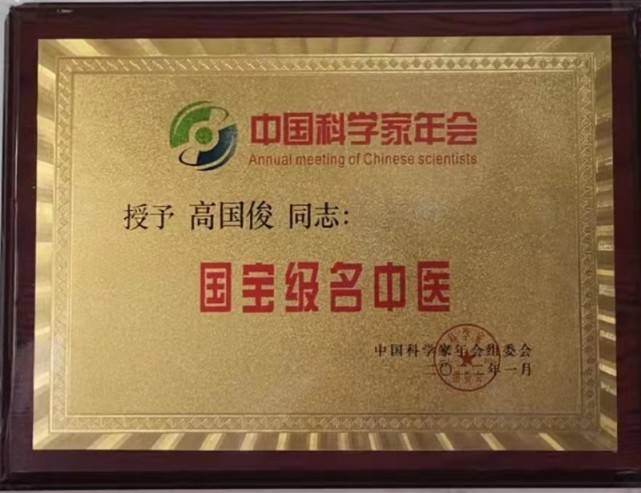 中国科学家年会
Annual meeting of Chinese scientists
授予 高国俊 同志：
国宝级名中医
中国科学家年会组委会
年一月